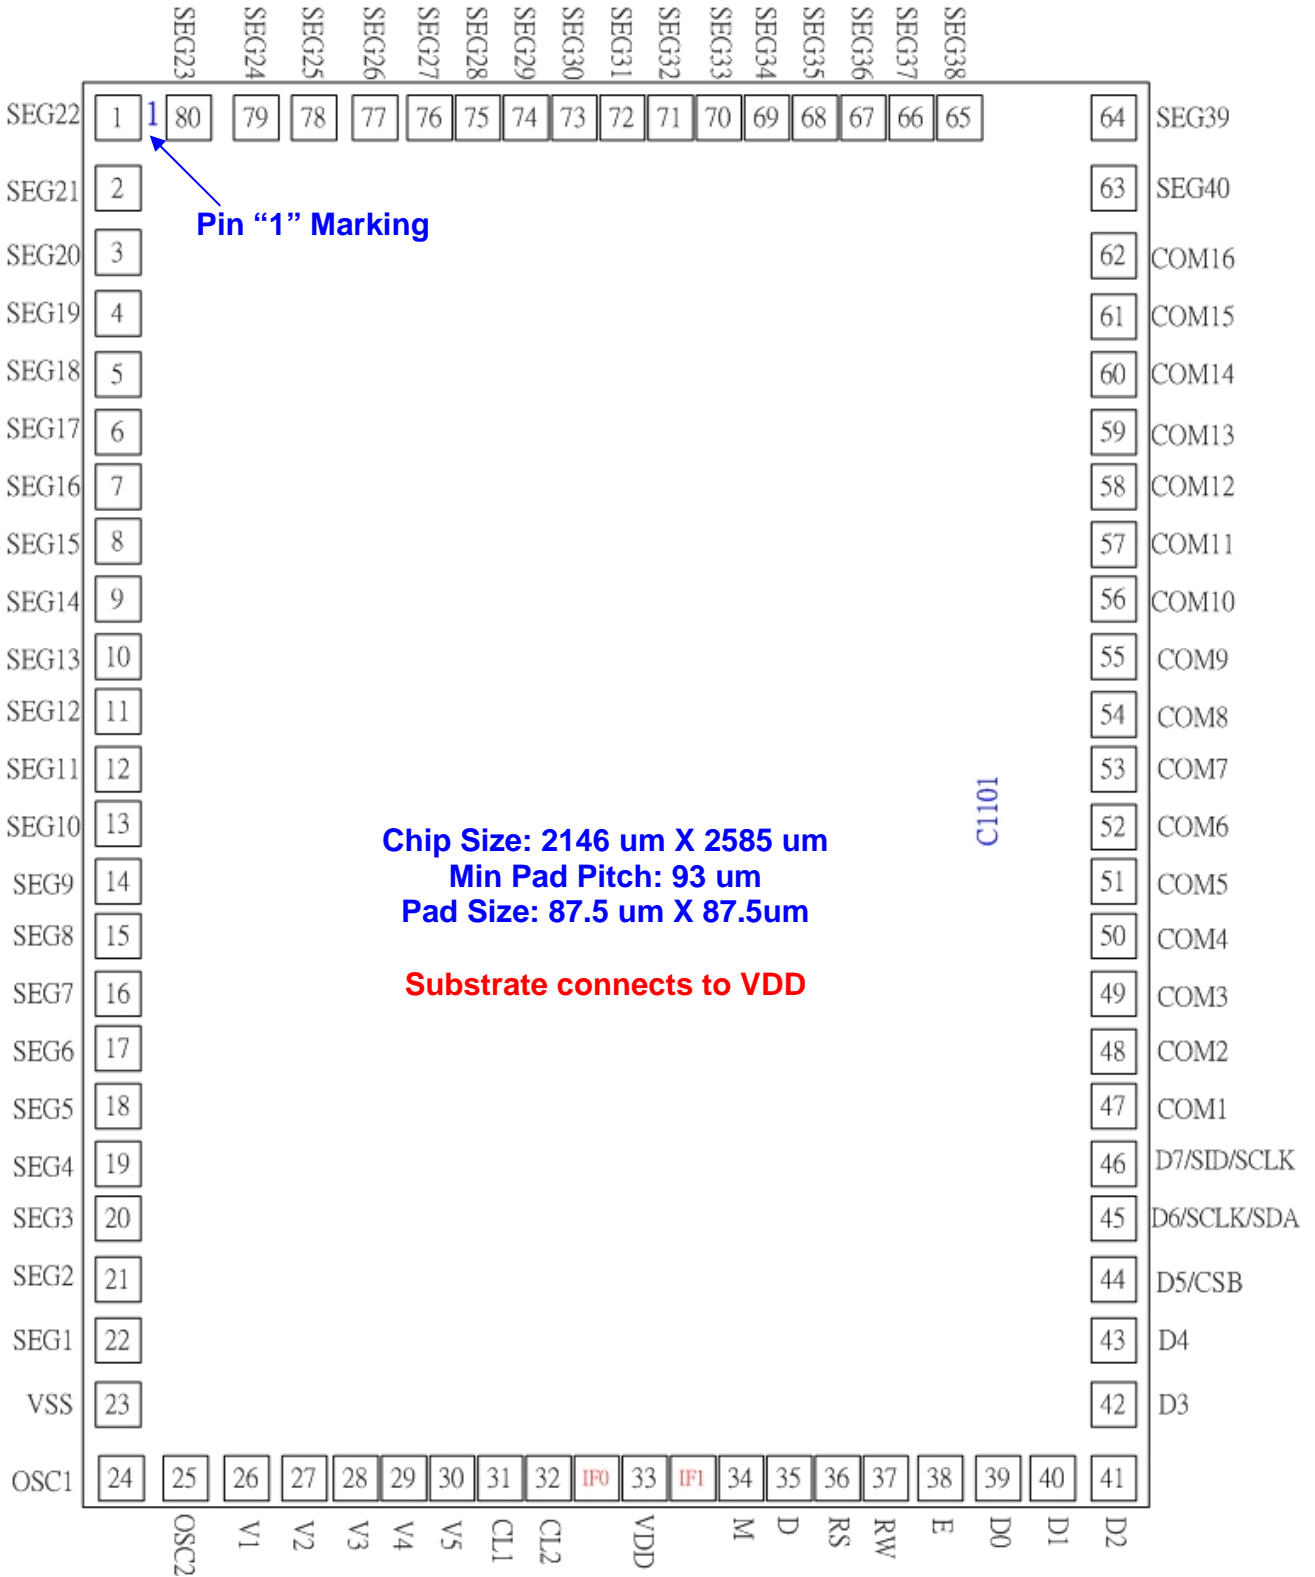 SEG23 SEG24 SEG25 SEG26 SEG27 SEG28 SEG29 SEG30 SEG31 SEG32 SEG33 SEG34 SEG35 SEG36 SEG37 SEG38
SEG22 1 1 80 79 78 77 76 75 74 73 72 71 70 69 68 67 66 65 64 SEG39
SEG21 2 63 SEG40
Pin “1” Marking
SEG20 3 62 COM16
SEG19 4 61 COM15
SEG18 5 60 COM14
SEG17 6 59 COM13
SEG16 7 58 COM12
SEG15 8 57 COM11
SEG14 9 56 COM10
SEG13 10 55 COM9
SEG12 11 54 COM8
SEG11 12 53 COM7
C1101
SEG10 13 52 COM6
Chip Size: 2146 um X 2585 um
Min Pad Pitch: 93 um
SEG9 14 51 COM5
Pad Size: 87.5 um X 87.5um
SEG8 15 50 COM4
Substrate connects to VDD
SEG7 16 49 COM3
SEG6 17 48 COM2
SEG5 18 47 COM1
SEG4 19 46 D7/SID/SCLK
SEG3 20 45 D6/SCLK/SDA
SEG2 21 44 D5/CSB
SEG1 22 43 D4
VSS 23 42 D3
OSC1 24 25 26 27 28 29 30 31 32 IF0 33 IF1 34 35 36 37 38 39 40 41
OSC2 V1 V2 V3 V4 V5 CL1 CL2 VDD M D RS RW E D0 D1 D2